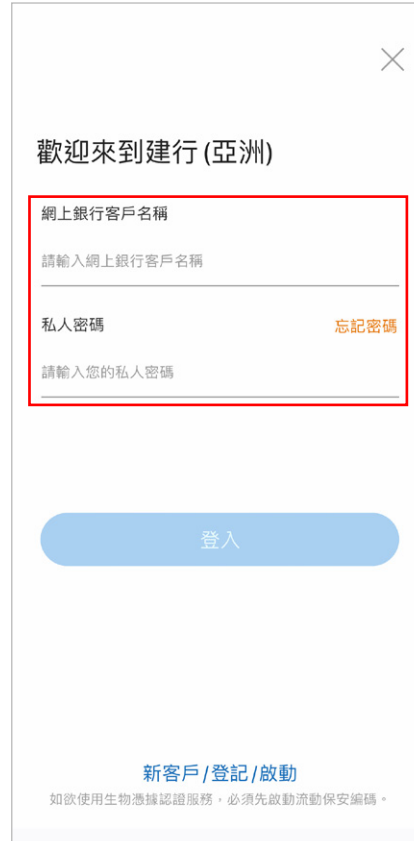 歡迎來到建行(亞洲)
網上銀行客戶名稱
請輸入網上銀行客戶名稱
私人密碼 忘記密碼
請輸入您的私人密碼
登入
新客戶/登記/啟動
如欲使用生物憑據認證服務，必須先啟動流動保安編碼。